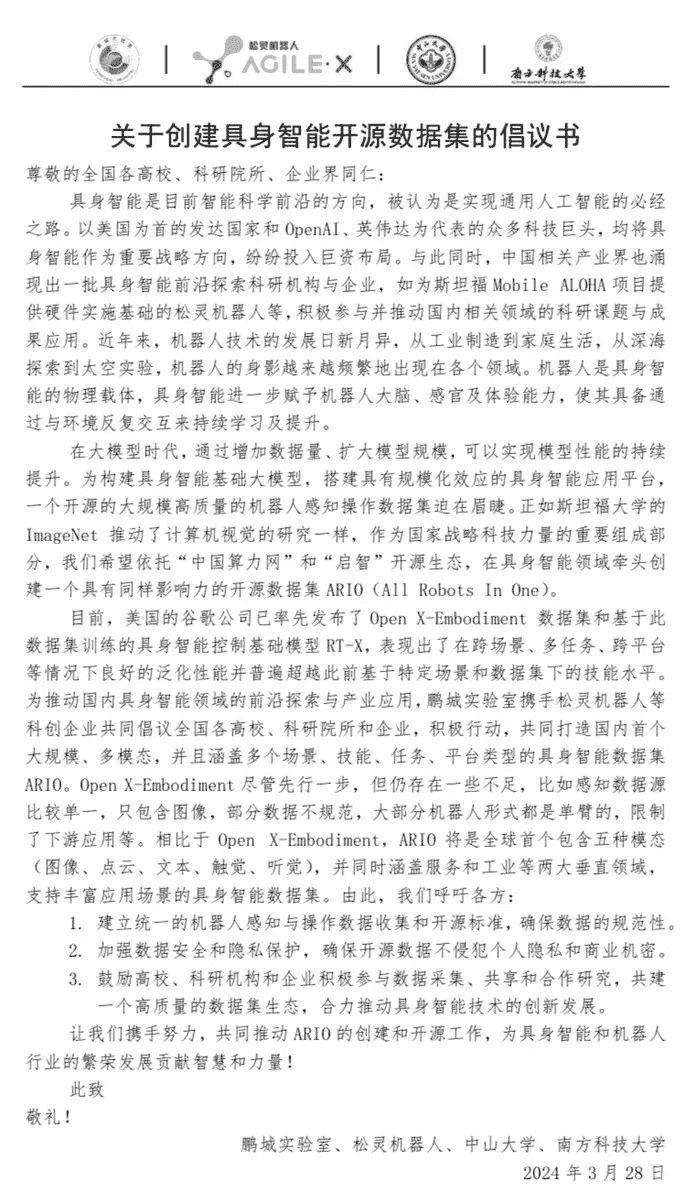 松灵机器人
AGILE·X
中山大学
南方科技大学
关于创建具身智能开源数据集的倡议书
尊敬的全国各高校、科研院所、企业界同仁：
具身智能是目前智能科学前沿的方向，被认为是实现通用人工智能的必经
之路。以美国为首的发达国家和 OpenAI、英伟达为代表的众多科技巨头，均将具
身智能作为重要战略方向，纷纷投入巨资布局。与此同时，中国相关产业界也涌
现出一批具身智能前沿探索科研机构与企业，如为斯坦福 Mobile ALOHA 项目提
供硬件实施基础的松灵机器人等，积极参与并推动国内相关领域的科研课题与成
果应用。近年来，机器人技术的发展日新月异，从工业制造到家庭生活，从深海
探索到太空实验，机器人的身影越来越频繁地出现在各个领域。机器人是具身智
能的物理载体，具身智能进一步赋予机器人大脑、感官及体验能力，使其具备通
过与环境反复交互来持续学习及提升。
在大模型时代，通过增加数据量、扩大模型规模，可以实现模型性能的持续
提升。为构建具身智能基础大模型，搭建具有规模化效应的具身智能应用平台，
一个开源的大规模高质量的机器人感知操作数据集迫在眉睫。正如斯坦福大学的
ImageNet 推动了计算机视觉的研究一样，作为国家战略科技力量的重要组成部
分，我们希望依托“中国算力网”和“启智”开源生态，在具身智能领域牵头创
建一个具有同样影响力的开源数据集 ARIO（All Robots In One）。
目前，美国的谷歌公司已率先发布了 Open X-Embodiment 数据集和基于此
数据集训练的具身智能控制基础模型 RT-X，表现出了在跨场景、多任务、跨平台
等情况下良好的泛化性能并普遍超越此前基于特定场景和数据集下的技能水平。
为推动国内具身智能领域的前沿探索与产业应用，鹏城实验室携手松灵机器人等
科创企业共同倡议全国各高校、科研院所和企业，积极行动，共同打造国内首个
大规模、多模态，并且涵盖多个场景、技能、任务、平台类型的具身智能数据集
ARIO。Open X-Embodiment 尽管先行一步，但仍存在一些不足，比如感知数据源
比较单一，只包含图像，部分数据不规范，大部分机器人形式都是单臂的，限制
了下游应用等。相比于 Open X-Embodiment，ARIO 将是全球首个包含五种模态
（图像、点云、文本、触觉、听觉），并同时涵盖服务和工业等两大垂直领域，
支持丰富应用场景的具身智能数据集。由此，我们呼吁各方：
1. 建立统一的机器人感知与操作数据收集和开源标准，确保数据的规范性。
2. 加强数据安全和隐私保护，确保开源数据不侵犯个人隐私和商业机密。
3. 鼓励高校、科研机构和企业积极参与数据采集、共享和合作研究，共建
一个高质量的数据集生态，合力推动具身智能技术的创新发展。
让我们携手努力，共同推动 ARIO 的创建和开源工作，为具身智能和机器人
行业的繁荣发展贡献智慧和力量！
此致
敬礼！
鹏城实验室、松灵机器人、中山大学、南方科技大学
2024 年 3 月 28 日